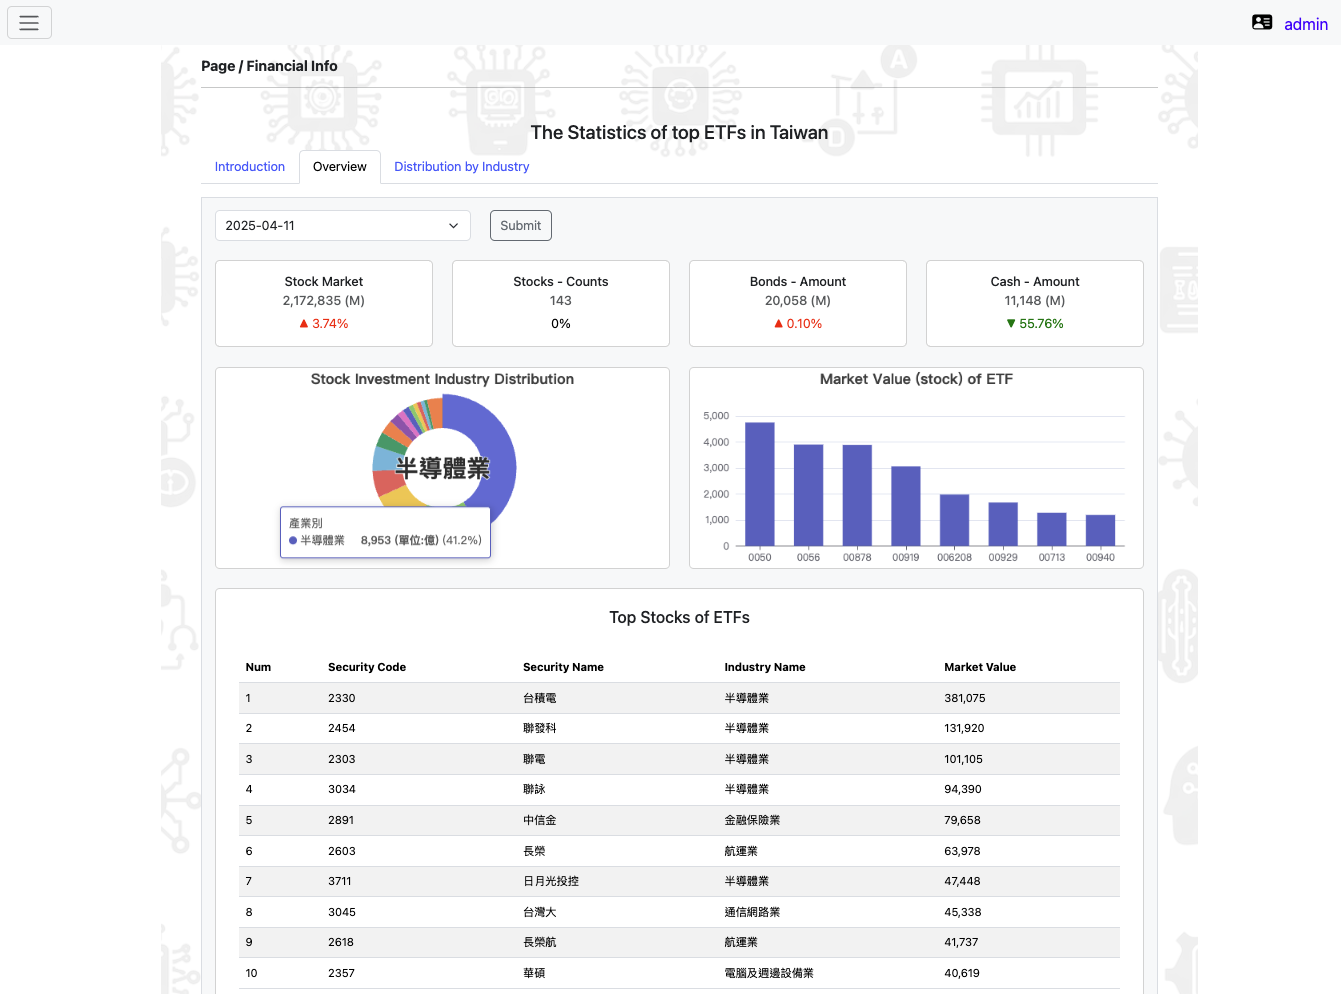 admin
Page / Financial Info
The Statistics of top ETFs in Taiwan
Introduction Overview Distribution by Industry
2025-04-11 Submit
Stock Market
2,172,835 (M)
▲ 3.74%
Stocks - Counts
143
0%
Bonds - Amount
20,058 (M)
▲ 0.10%
Cash - Amount
11,148 (M)
▼ 55.76%
Stock Investment Industry Distribution
半導體業
產業別
半導體業 8,953 (單位:億) (41.2%)
Market Value (stock) of ETF
5,000
4,000
3,000
2,000
1,000
0
0050 0056 00878 00919 006208 00929 00713 00940
Top Stocks of ETFs
Num Security Code Security Name Industry Name Market Value
1 2330 台積電 半導體業 381,075
2 2454 聯發科 半導體業 131,920
3 2303 聯電 半導體業 101,105
4 3034 聯詠 半導體業 94,390
5 2891 中信金 金融保險業 79,658
6 2603 長榮 航運業 63,978
7 3711 日月光投控 半導體業 47,448
8 3045 台灣大 通信網路業 45,338
9 2618 長榮航 航運業 41,737
10 2357 華碩 電腦及週邊設備業 40,619